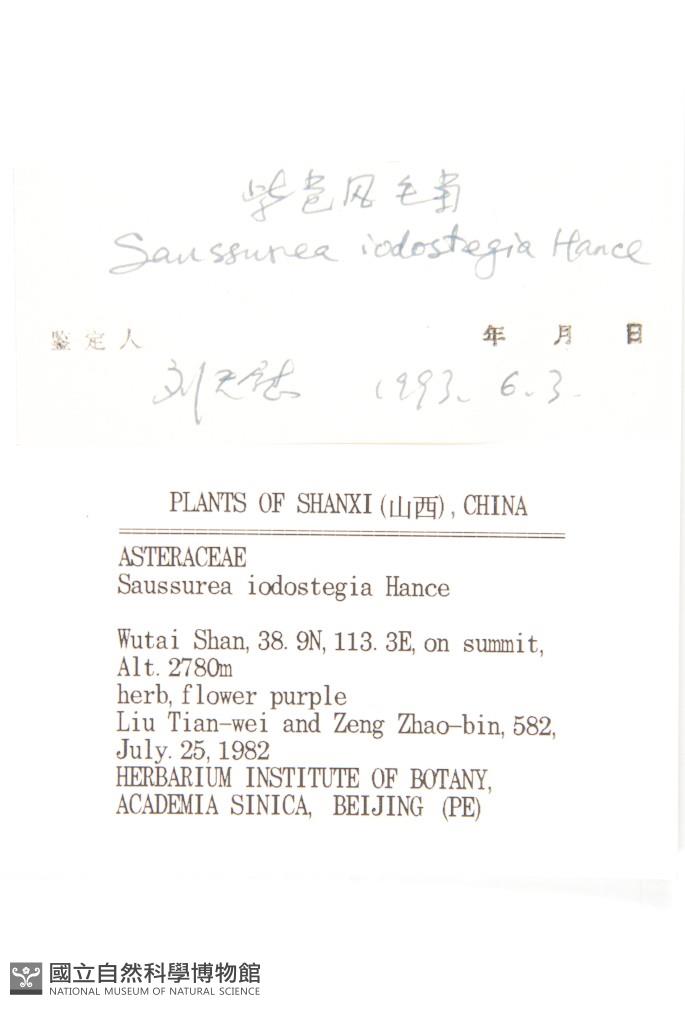 紫苞风毛菊
Saussurea iodostegia Hance
鉴定人 年 月 日
1993. 6. 3.
PLANTS OF SHANXI (山西), CHINA
ASTERACEAE
Saussurea iodostegia Hance
Wutai Shan, 38. 9N, 113. 3E, on summit,
Alt. 2780m
herb, flower purple
Liu Tian-wei and Zeng Zhao-bin, 582,
July. 25, 1982
HERBARIUM INSTITUTE OF BOTANY,
ACADEMIA SINICA, BEIJING (PE)
國立自然科學博物館
NATIONAL MUSEUM OF NATURAL SCIENCE